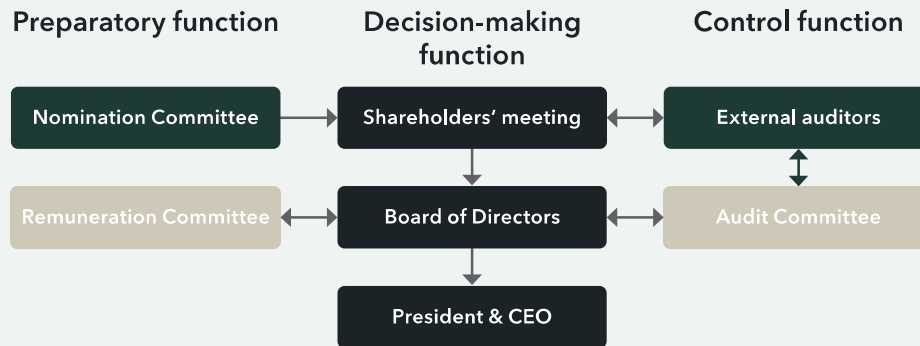 Preparatory function
Decision-making
function
Control function
Nomination Committee
Shareholders’ meeting
External auditors
Remuneration Committee
Board of Directors
Audit Committee
President & CEO